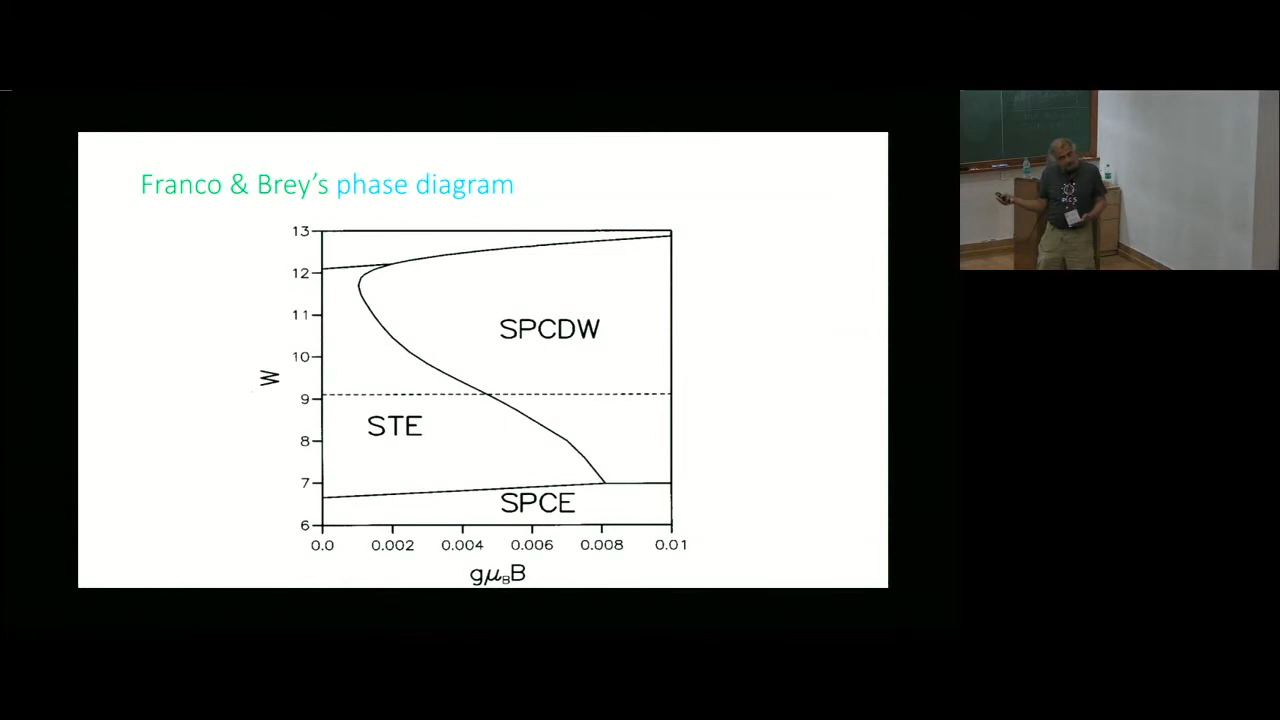 Franco & Brey's phase diagram
13
12
11
10
9
8
7
6
W
SPCDW
STE
SPCE
0.0 0.002 0.004 0.006 0.008 0.01
gμ_BB